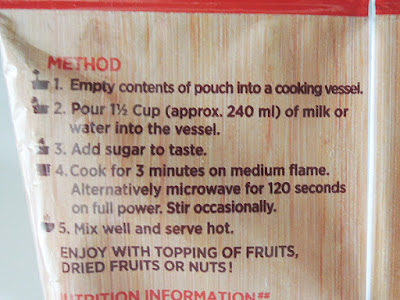 METHOD
1. Empty contents of pouch into a cooking vessel.
2. Pour 1½ Cup (approx. 240 ml) of milk or
water into the vessel.
3. Add sugar to taste.
4. Cook for 3 minutes on medium flame.
Alternatively microwave for 120 seconds
on full power. Stir occasionally.
5. Mix well and serve hot.
ENJOY WITH TOPPING OF FRUITS,
DRIED FRUITS OR NUTS!
NUTRITION INFORMATION##